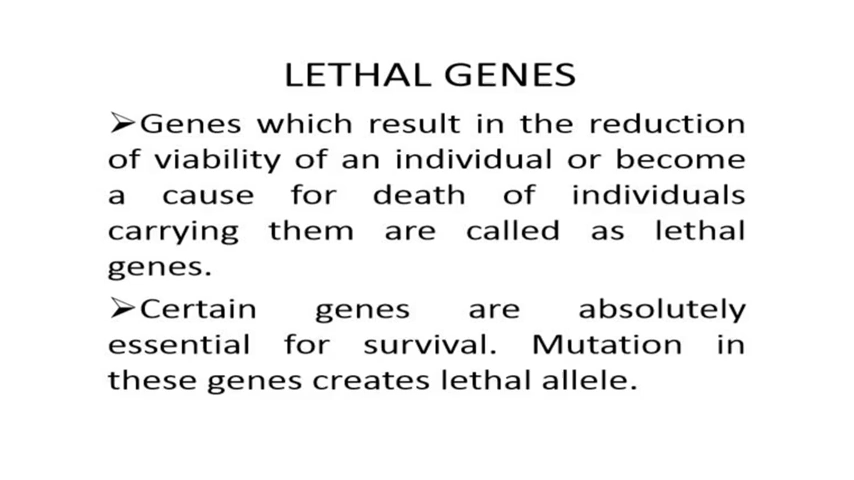 LETHAL GENES
➢Genes which result in the reduction
of viability of an individual or become
a cause for death of individuals
carrying them are called as lethal
genes.
➢Certain genes are absolutely
essential for survival. Mutation in
these genes creates lethal allele.